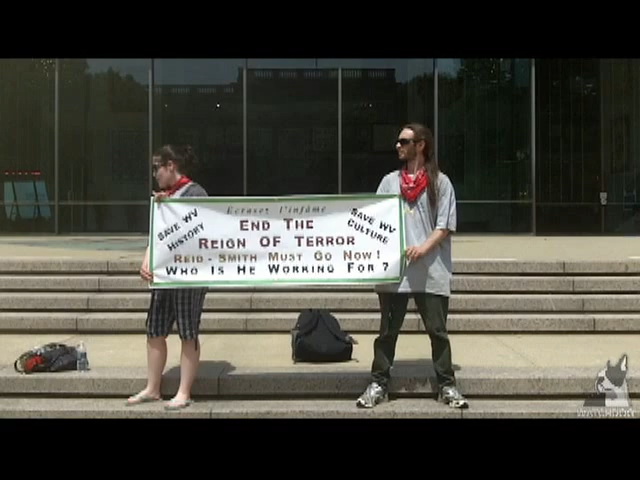 Écrasez l'infâme
SAVE WV
HISTORY
END THE
REIGN OF TERROR
REID - SMITH MUST GO NOW!
WHO IS HE WORKING FOR?
SAVE WV
CULTURE